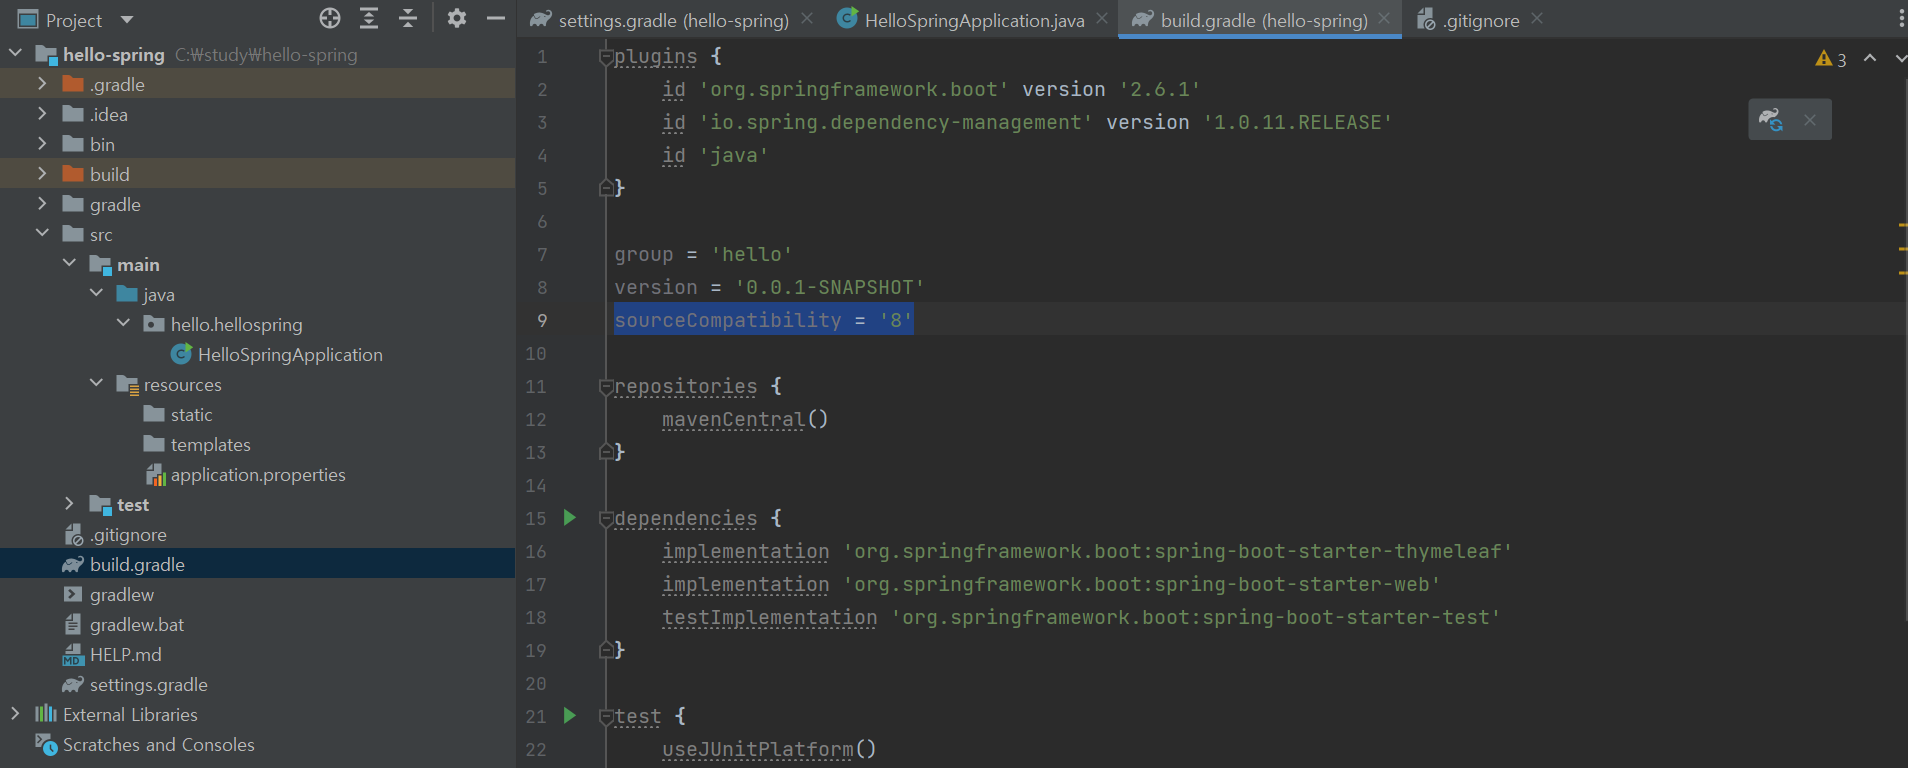 Project
hello-spring C:₩study₩hello-spring
.gradle
.idea
bin
build
gradle
src
main
java
hello.hellospring
C HelloSpringApplication
resources
static
templates
application.properties
test
.gitignore
build.gradle
gradlew
gradlew.bat
MD HELP.md
settings.gradle
External Libraries
Scratches and Consoles
settings.gradle (hello-spring)
C HelloSpringApplication.java
build.gradle (hello-spring)
.gitignore
3
1 plugins {
2 id 'org.springframework.boot' version '2.6.1'
3 id 'io.spring.dependency-management' version '1.0.11.RELEASE'
4 id 'java'
5 }
6
7 group = 'hello'
8 version = '0.0.1-SNAPSHOT'
9 sourceCompatibility = '8'
10
11 repositories {
12 mavenCentral()
13 }
14
15 dependencies {
16 implementation 'org.springframework.boot:spring-boot-starter-thymeleaf'
17 implementation 'org.springframework.boot:spring-boot-starter-web'
18 testImplementation 'org.springframework.boot:spring-boot-starter-test'
19 }
20
21 test {
22 useJUnitPlatform()